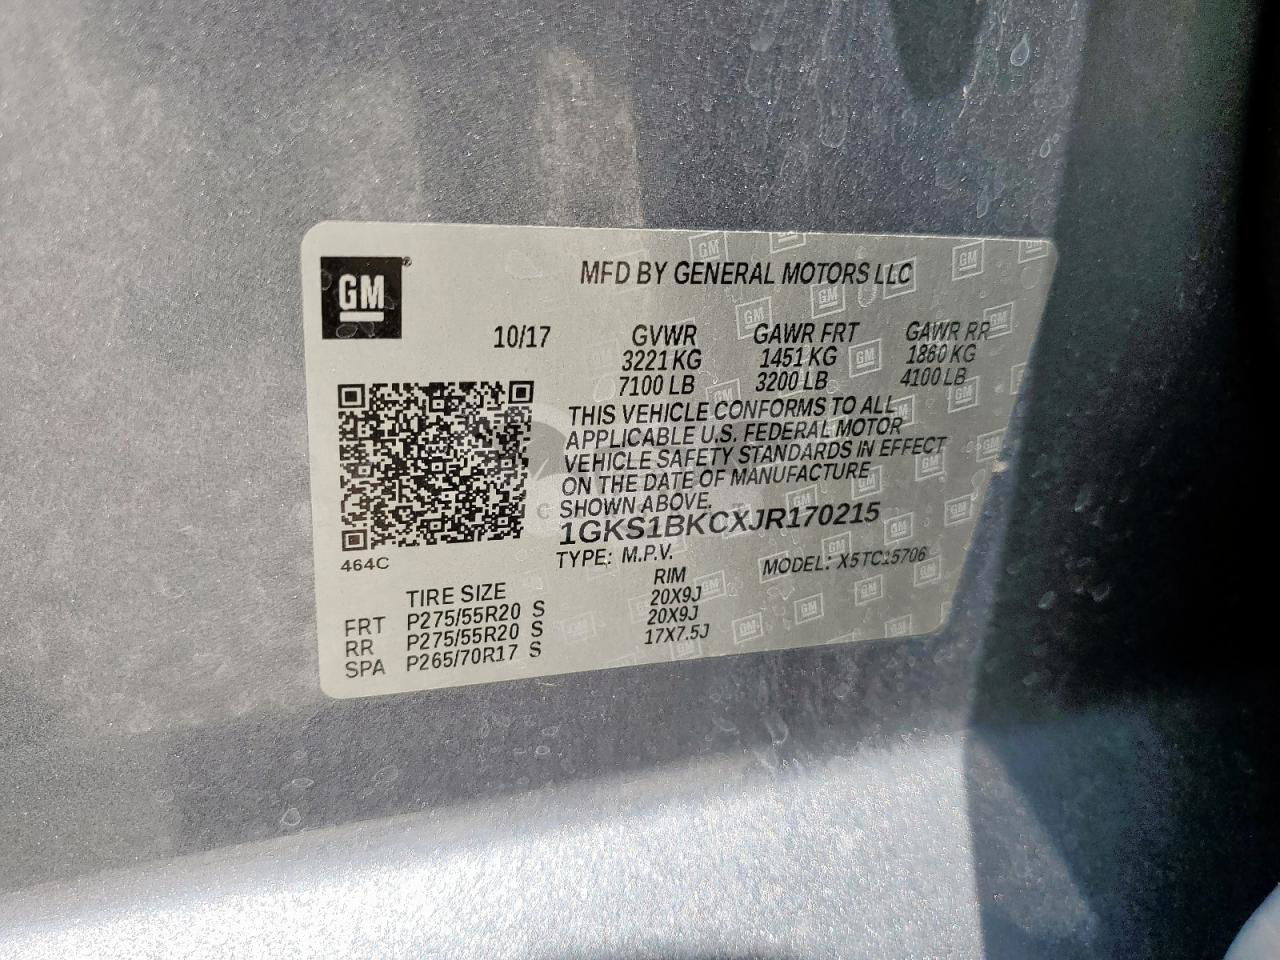 GM
MFD BY GENERAL MOTORS LLC
10/17 GVWR GAWR FRT GAWR RR
3221 KG 1451 KG 1860 KG
7100 LB 3200 LB 4100 LB
THIS VEHICLE CONFORMS TO ALL
APPLICABLE U.S. FEDERAL MOTOR
VEHICLE SAFETY STANDARDS IN EFFECT
ON THE DATE OF MANUFACTURE
SHOWN ABOVE.
1GKS1BKCXJR170215
TYPE: M.P.V. MODEL: X5TC15706
464C
TIRE SIZE RIM
FRT P275/55R20 S 20X9J
RR P275/55R20 S 20X9J
SPA P265/70R17 S 17X7.5J